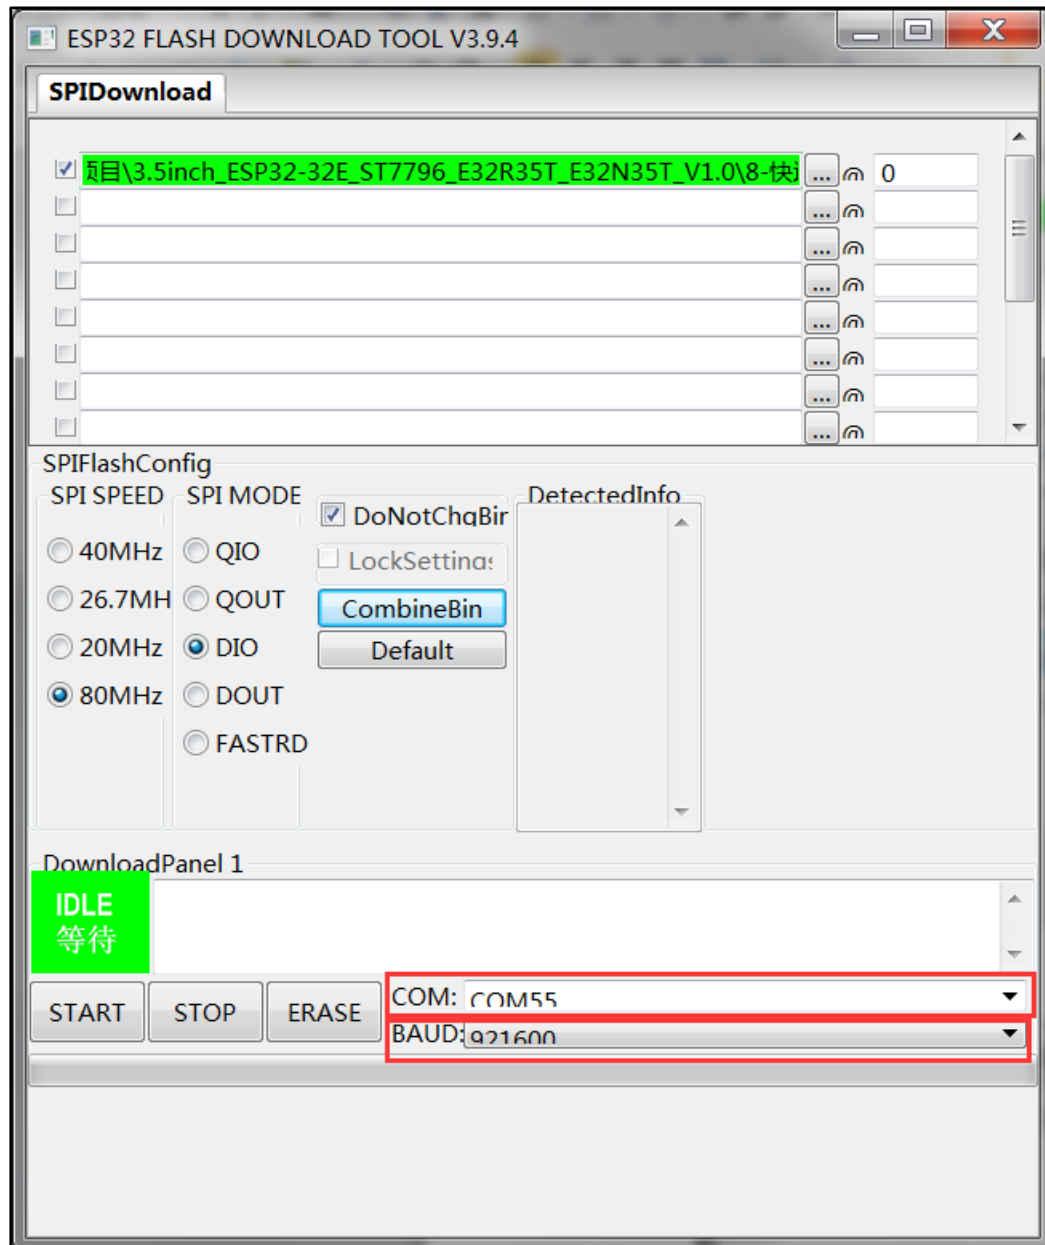 ESP32 FLASH DOWNLOAD TOOL V3.9.4
SPIDownload
项目\3.5inch_ESP32-32E_ST7796_E32R35T_E32N35T_V1.0\8-快 ... @ 0
... @
... @
... @
... @
... @
... @
... @
SPIFlashConfig
SPI SPEED SPI MODE DetectedInfo
DoNotChgBin
40MHz QIO LockSettings
26.7MH QOUT CombineBin
20MHz DIO Default
80MHz DOUT
FASTRD
DownloadPanel 1
IDLE
等待
START STOP ERASE COM: COM55
BAUD: 921600